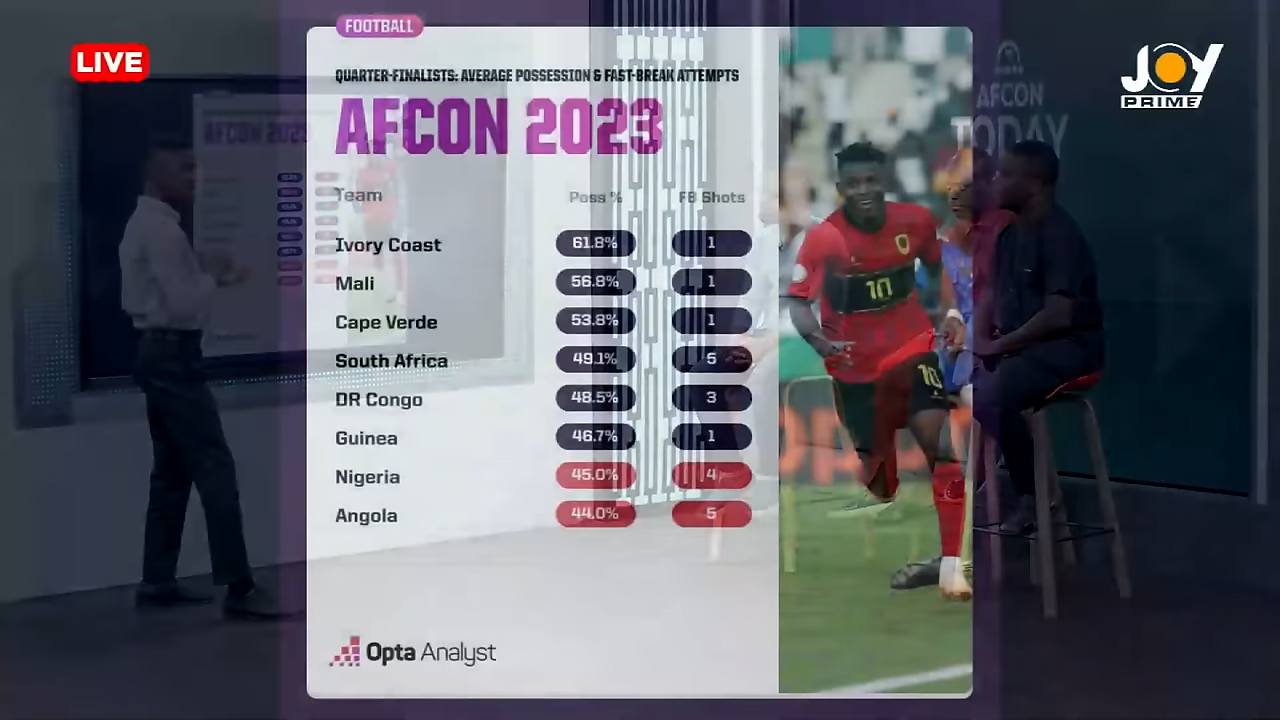 FOOTBALL
LIVE
JOY
PRIME
QUARTER-FINALISTS: AVERAGE POSSESSION & FAST-BREAK ATTEMPTS
AFCON 2023
AFCON
TODAY
AFCON 2023
Team Poss % FB Shots
Ivory Coast 61.8% 1
Mali 56.8% 1
Cape Verde 53.8% 1
South Africa 49.1% 5
DR Congo 48.5% 3
Guinea 46.7% 1
Nigeria 45.0% 4
Angola 44.0% 5
10
10
Opta Analyst